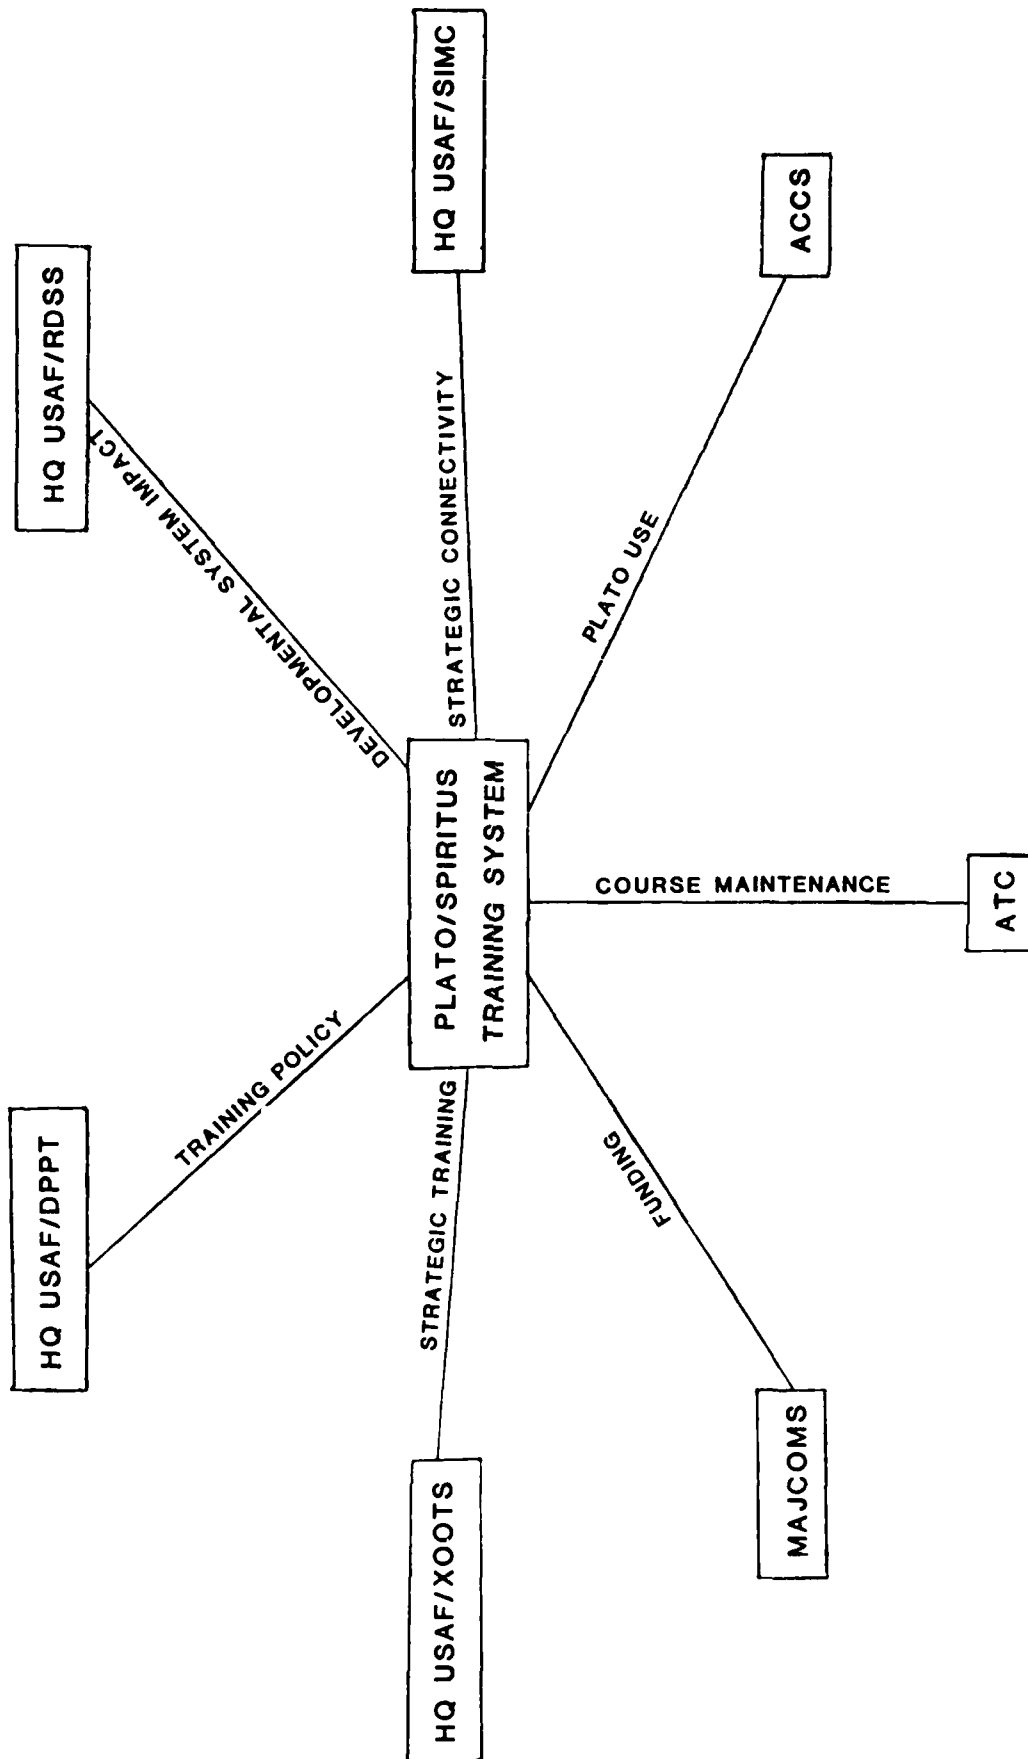 HQ USAF/DPPT
HQ USAF/RDSS
TRAINING POLICY
DEVELOPMENTAL SYSTEM IMPACT
HQ USAF/XOOTS
STRATEGIC TRAINING
PLATO/SPIRITUS
TRAINING SYSTEM
STRATEGIC CONNECTIVITY
HQ USAF/SIMC
FUNDING
COURSE MAINTENANCE
PLATO USE
MAJCOMS
ATC
ACCS